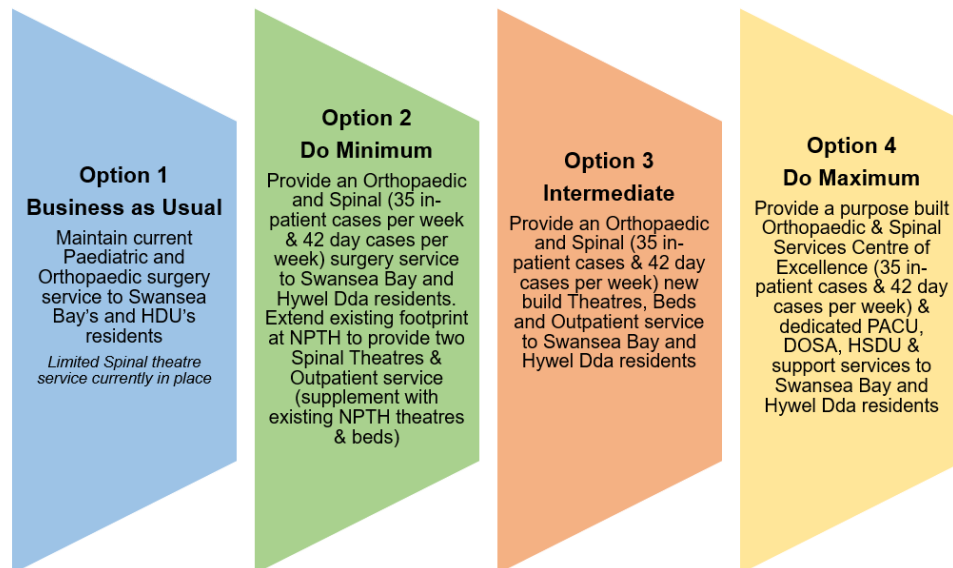 Option 1
Business as Usual
Maintain current
Paediatric and
Orthopaedic surgery
service to Swansea
Bay's and HDU's
residents
Limited Spinal theatre
service currently in place
Option 2
Do Minimum
Provide an Orthopaedic
and Spinal (35 in-
patient cases per week
& 42 day cases per
week) surgery service
to Swansea Bay and
Hywel Dda residents.
Extend existing footprint
at NPTH to provide two
Spinal Theatres &
Outpatient service
(supplement with
existing NPTH theatres
& beds)
Option 3
Intermediate
Provide an Orthopaedic
and Spinal (35 in-
patient cases & 42 day
cases per week) new
build Theatres, Beds
and Outpatient service
to Swansea Bay and
Hywel Dda residents
Option 4
Do Maximum
Provide a purpose built
Orthopaedic & Spinal
Services Centre of
Excellence (35 in-
patient cases & 42 day
cases per week) &
dedicated PACU,
DOSA, HSDU &
support services to
Swansea Bay and
Hywel Dda residents